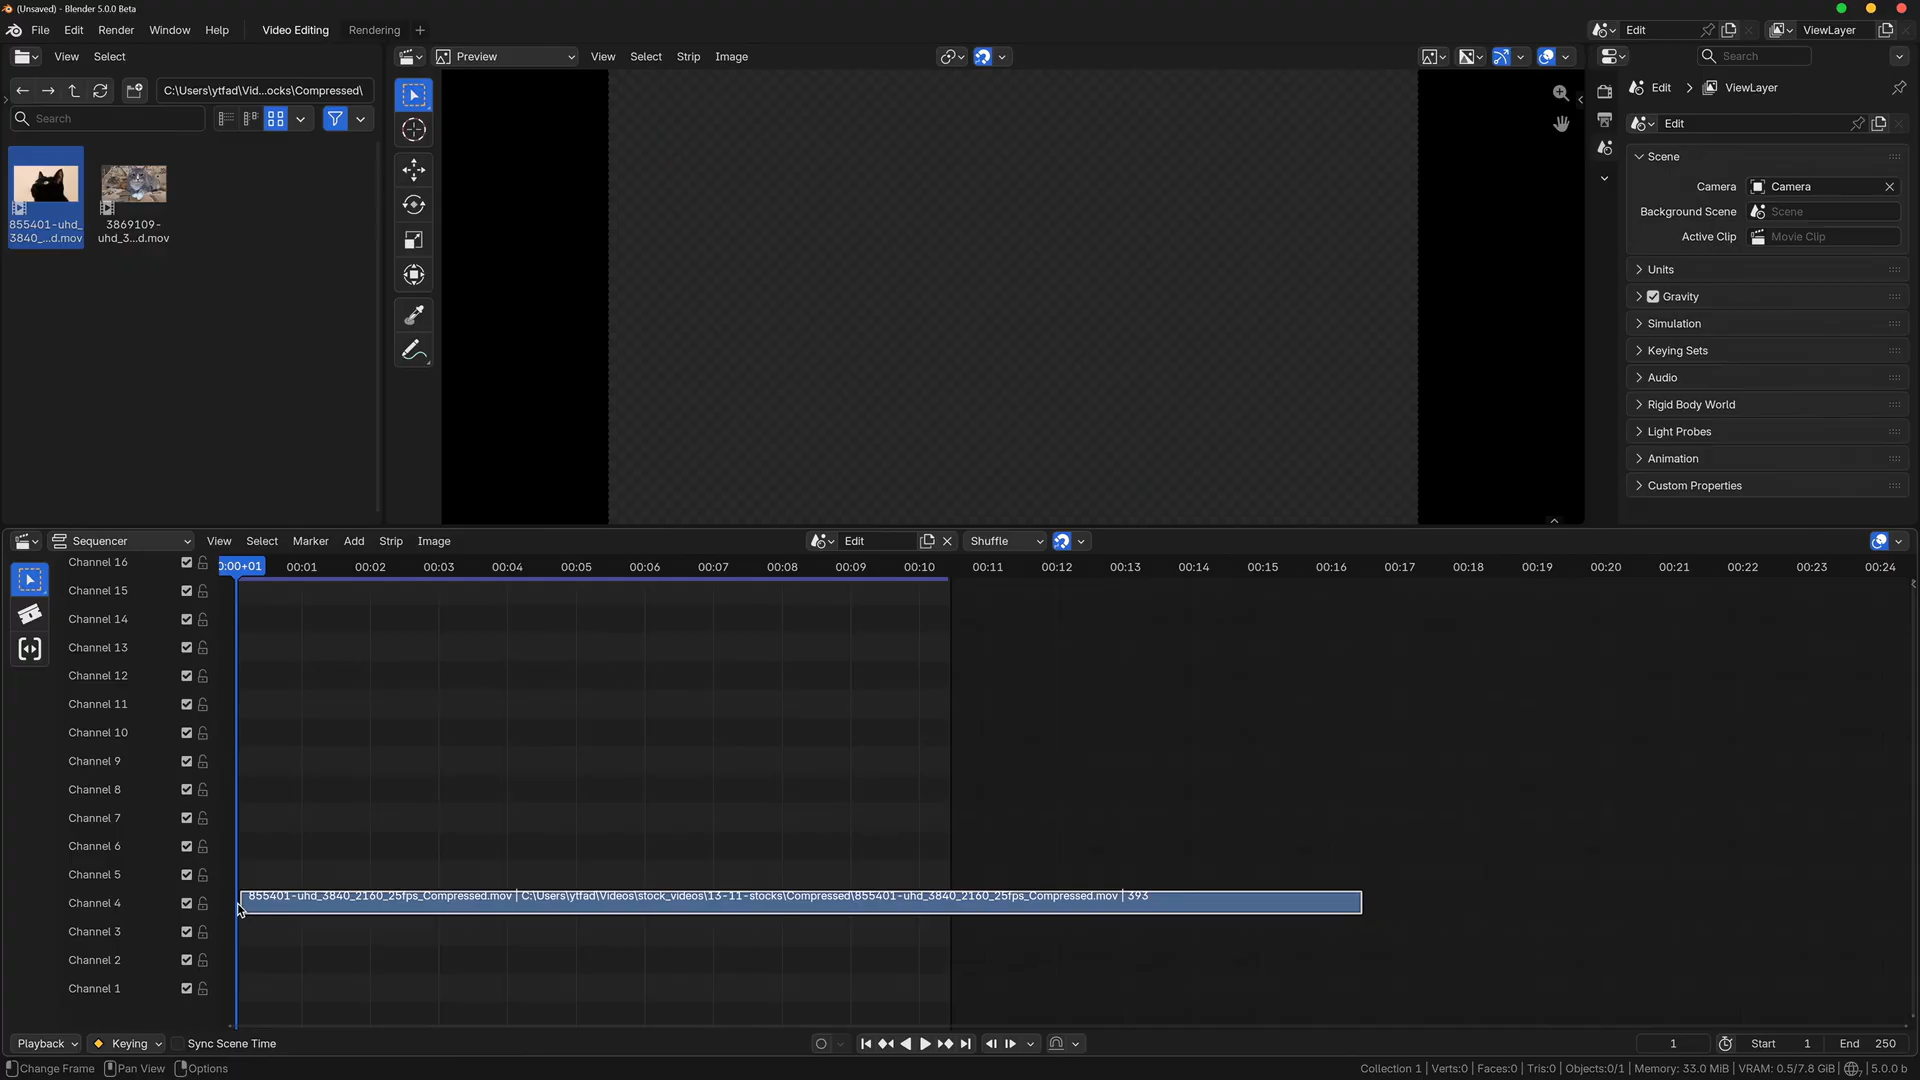 (Unsaved) - Blender 5.0.0 Beta
File Edit Render Window Help Video Editing Rendering Edit ViewLayer
View Select Preview View Select Strip Image Search
C:\Users\ytfad\Vid...ocks\Compressed\ Edit ViewLayer
Search Edit
855401-uhd_
3840_...d.mov
3869109-
uhd_3...d.mov
Scene
Camera Camera
Background Scene Scene
Active Clip Movie Clip
Units
Gravity
Simulation
Keying Sets
Audio
Rigid Body World
Light Probes
Animation
Custom Properties
Sequencer View Select Marker Add Strip Image Edit Shuffle
0:00+01 00:01 00:02 00:03 00:04 00:05 00:06 00:07 00:08 00:09 00:10 00:11 00:12 00:13 00:14 00:15 00:16 00:17 00:18 00:19 00:20 00:21 00:22 00:23 00:24
Channel 16
Channel 15
Channel 14
Channel 13
Channel 12
Channel 11
Channel 10
Channel 9
Channel 8
Channel 7
Channel 6
Channel 5
Channel 4
855401-uhd_3840_2160_25fps_Compressed.mov | C:\Users\ytfad\Videos\stock_videos\13-11-stocks\Compressed\855401-uhd_3840_2160_25fps_Compressed.mov | 393
Channel 3
Channel 2
Channel 1
Playback Keying Sync Scene Time 1 Start 1 End 250
Change Frame Pan View Options Collection 1 | Verts:0 | Faces:0 | Tris:0 | Objects:0/1 | Memory: 33.0 MiB | VRAM: 0.5/7.8 GiB | 5.0.0 b